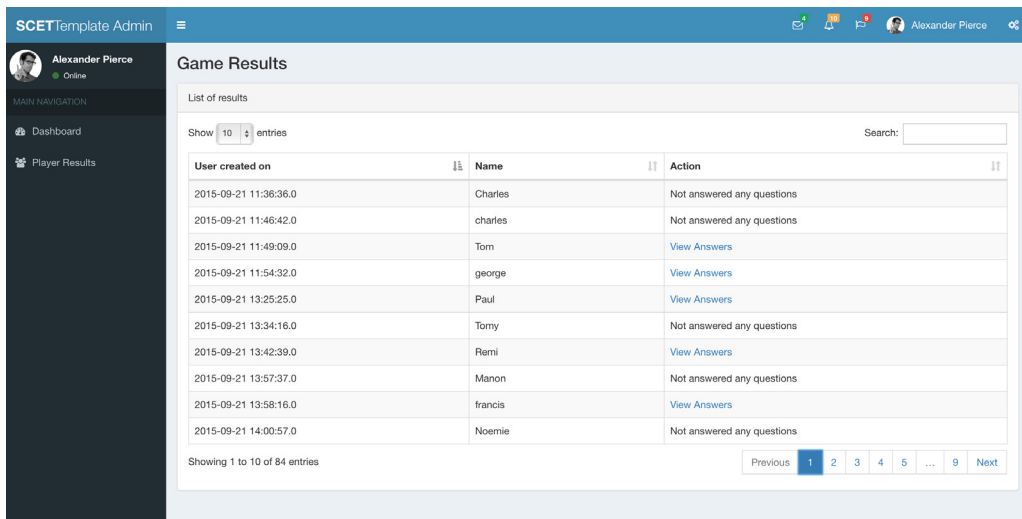 SCETTemplate Admin
4 10 9 Alexander Pierce
Alexander Pierce
Online
MAIN NAVIGATION
Dashboard
Player Results
Game Results
List of results
Show 10 entries Search:
User created on Name Action
2015-09-21 11:36:36.0 Charles Not answered any questions
2015-09-21 11:46:42.0 charles Not answered any questions
2015-09-21 11:49:09.0 Tom View Answers
2015-09-21 11:54:32.0 george View Answers
2015-09-21 13:25:25.0 Paul View Answers
2015-09-21 13:34:16.0 Tomy Not answered any questions
2015-09-21 13:42:39.0 Remi View Answers
2015-09-21 13:57:37.0 Manon Not answered any questions
2015-09-21 13:58:16.0 francis View Answers
2015-09-21 14:00:57.0 Noemie Not answered any questions
Showing 1 to 10 of 84 entries Previous 1 2 3 4 5 ... 9 Next